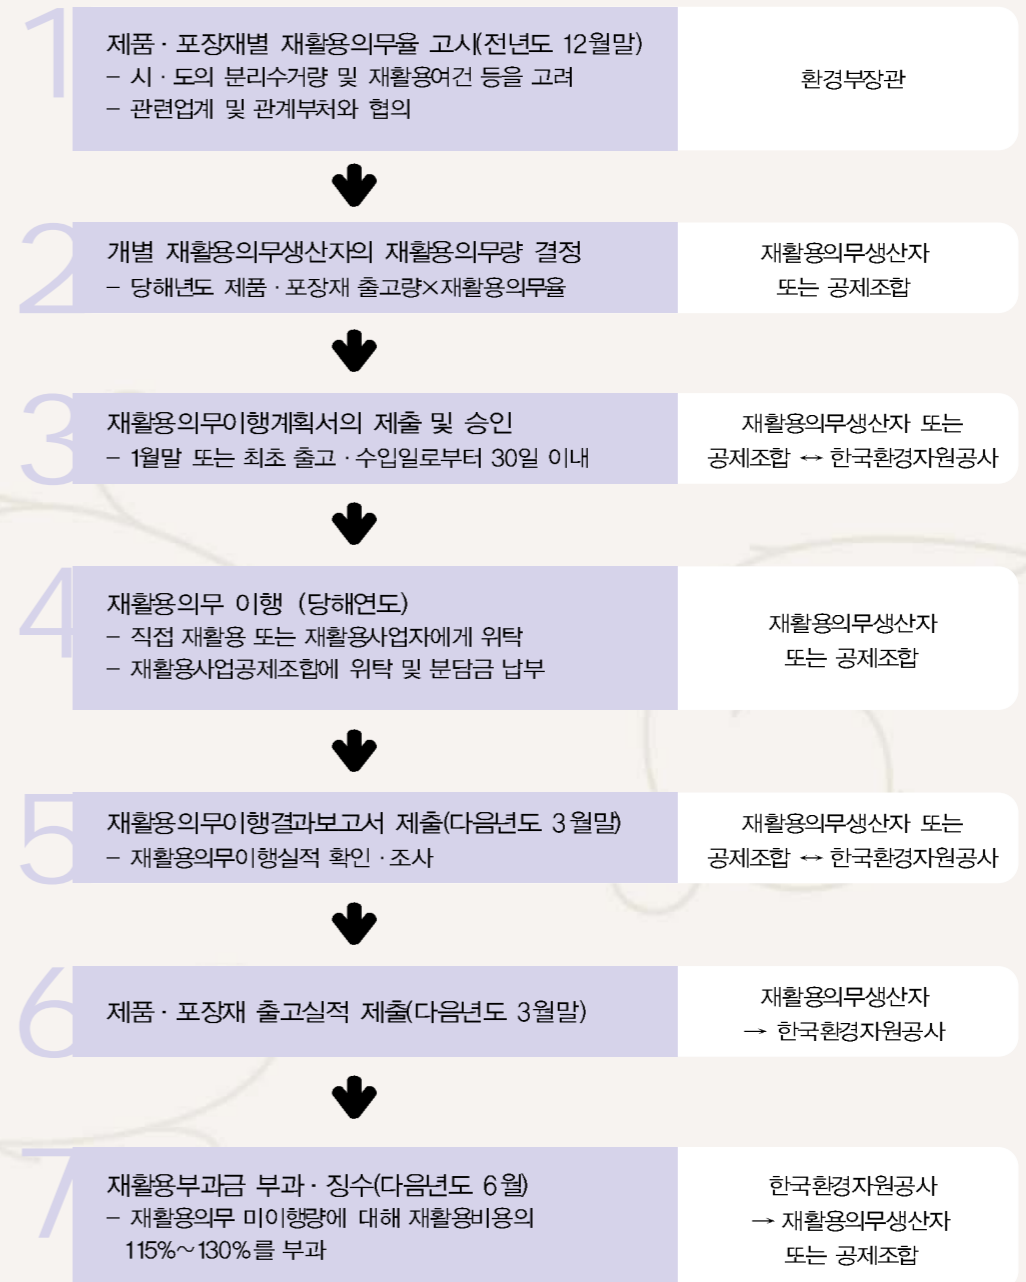 1
제품·포장재별 재활용의무율 고시(전년도 12월말)
- 시·도의 분리수거량 및 재활용여건 등을 고려
- 관련업계 및 관계부처와 협의
환경부장관
2
개별 재활용의무생산자의 재활용의무량 결정
- 당해년도 제품·포장재 출고량×재활용의무율
재활용의무생산자
또는 공제조합
3
재활용의무이행계획서의 제출 및 승인
- 1월말 또는 최초 출고·수입일로부터 30일 이내
재활용의무생산자 또는
공제조합 ↔ 한국환경자원공사
4
재활용의무 이행 (당해연도)
- 직접 재활용 또는 재활용사업자에게 위탁
- 재활용사업공제조합에 위탁 및 분담금 납부
재활용의무생산자
또는 공제조합
5
재활용의무이행결과보고서 제출(다음년도 3월말)
- 재활용의무이행실적 확인·조사
재활용의무생산자 또는
공제조합 ↔ 한국환경자원공사
6
제품·포장재 출고실적 제출(다음년도 3월말)
재활용의무생산자
→ 한국환경자원공사
7
재활용부과금 부과·징수(다음년도 6월)
- 재활용의무 미이행량에 대해 재활용비용의
115%~130%를 부과
한국환경자원공사
→ 재활용의무생산자
또는 공제조합